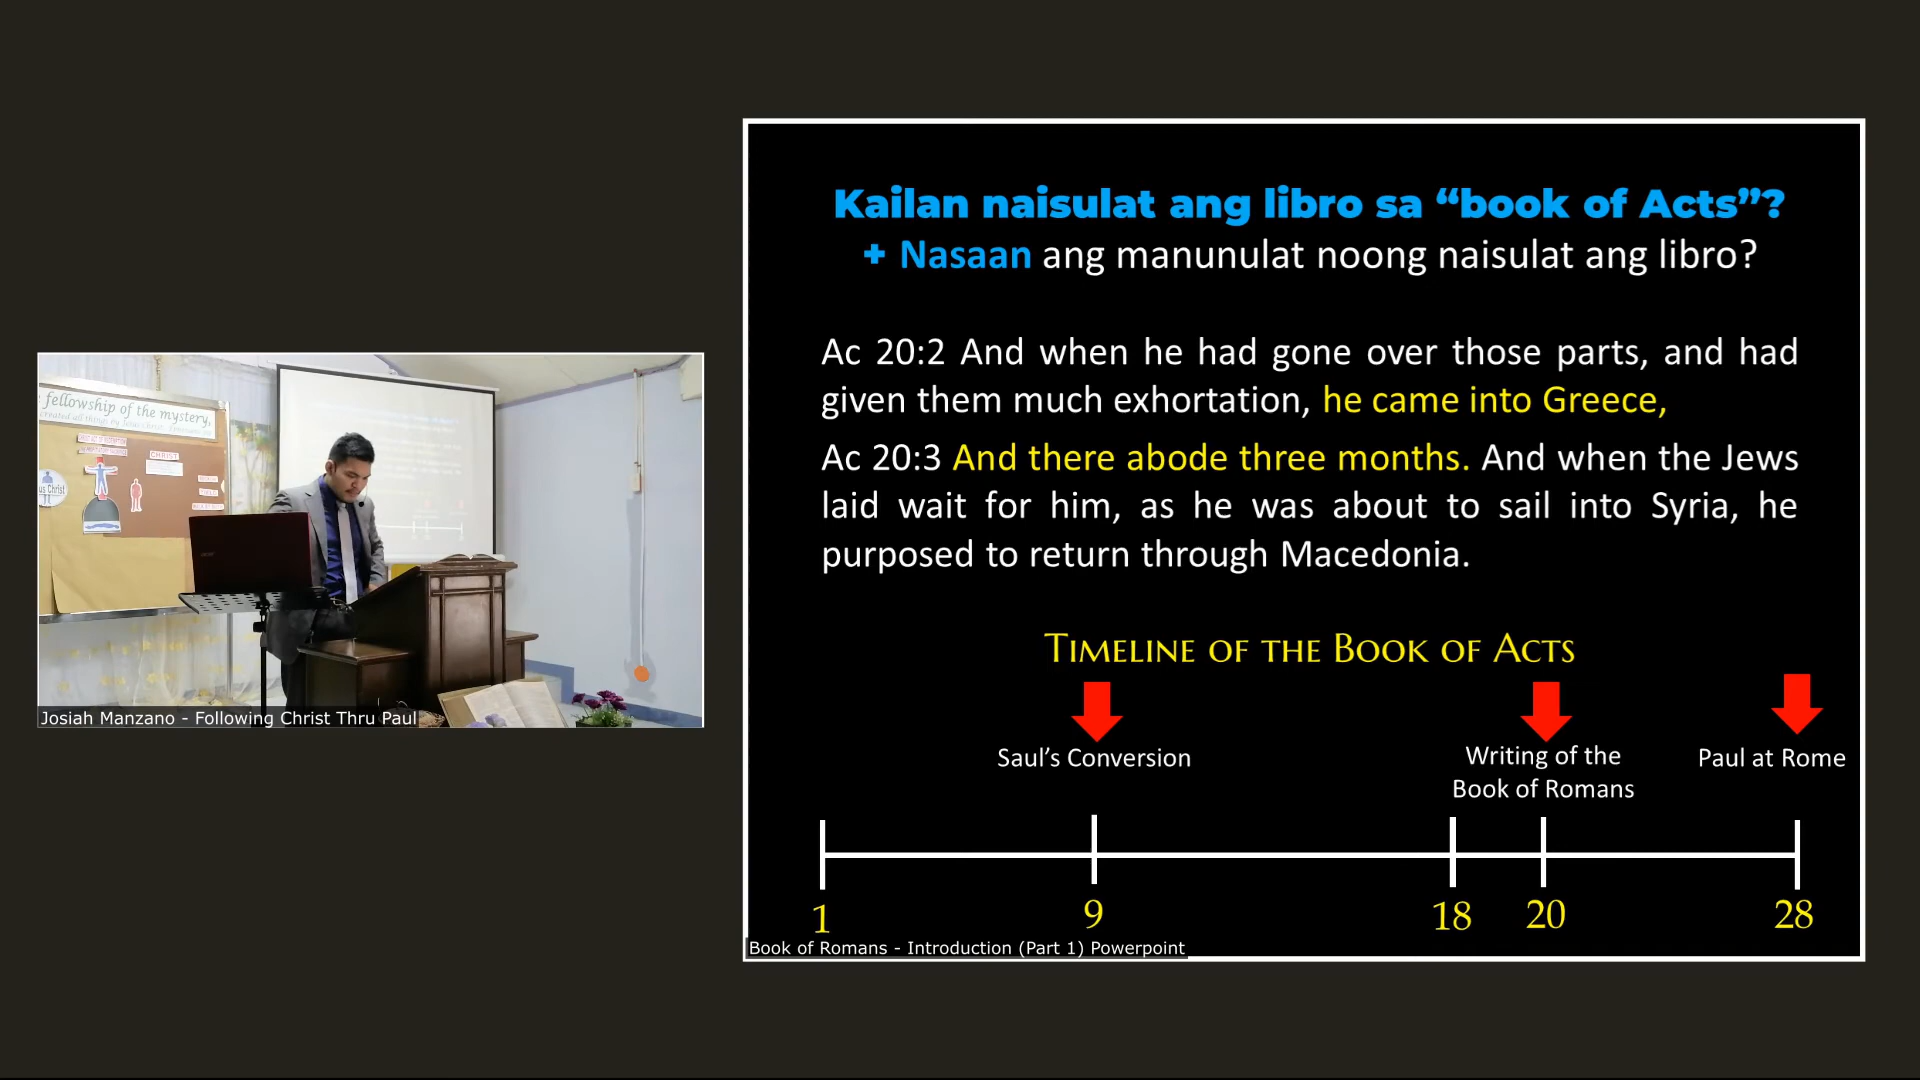 fellowship of the mystery,
CHRIST
us Christ
Josiah Manzano - Following Christ Thru Paul
Kailan naisulat ang libro sa “book of Acts”?
+ Nasaan ang manunulat noong naisulat ang libro?
Ac 20:2 And when he had gone over those parts, and had
given them much exhortation, he came into Greece,
Ac 20:3 And there abode three months. And when the Jews
laid wait for him, as he was about to sail into Syria, he
purposed to return through Macedonia.
Timeline of the Book of Acts
Saul’s Conversion
Writing of the
Book of Romans
Paul at Rome
1 9 18 20 28
Book of Romans - Introduction (Part 1) Powerpoint